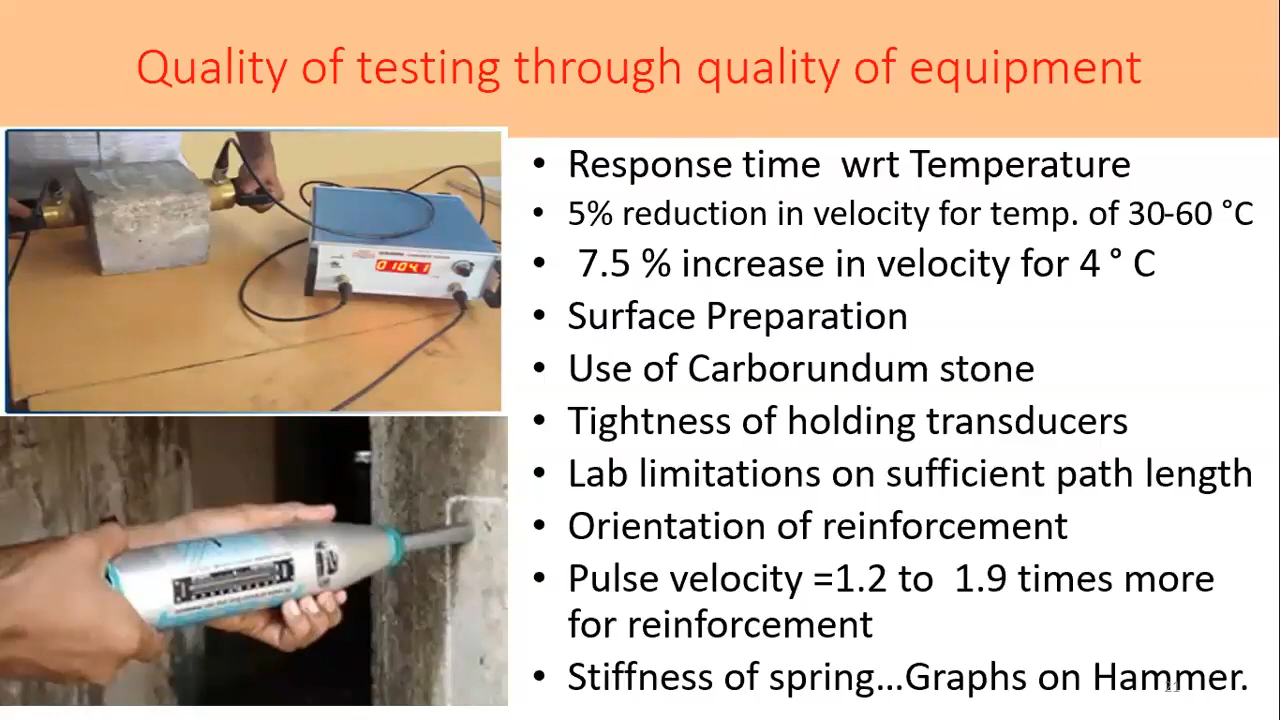 Quality of testing through quality of equipment
• Response time wrt Temperature
• 5% reduction in velocity for temp. of 30-60 °C
• 7.5 % increase in velocity for 4 ° C
• Surface Preparation
• Use of Carborundum stone
• Tightness of holding transducers
• Lab limitations on sufficient path length
• Orientation of reinforcement
• Pulse velocity =1.2 to 1.9 times more
for reinforcement
• Stiffness of spring...Graphs on Hammer.